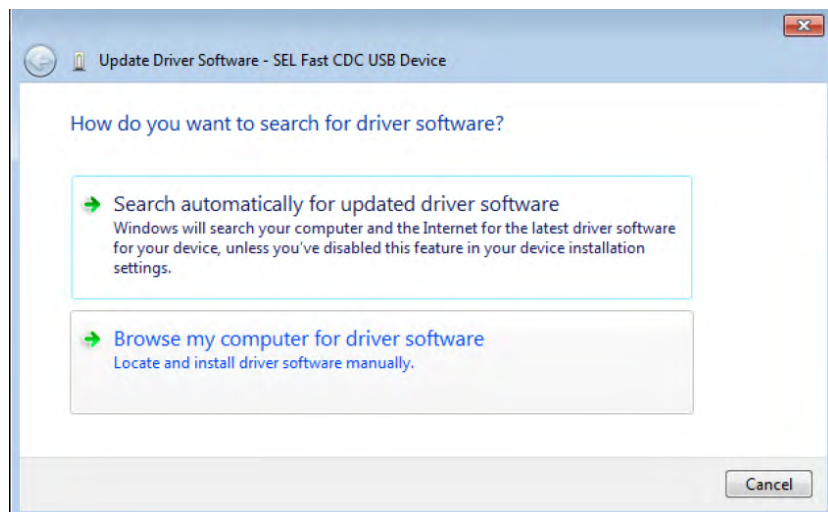 Update Driver Software - SEL Fast CDC USB Device
How do you want to search for driver software?
Search automatically for updated driver software
Windows will search your computer and the Internet for the latest driver software
for your device, unless you've disabled this feature in your device installation
settings.
Browse my computer for driver software
Locate and install driver software manually.
Cancel